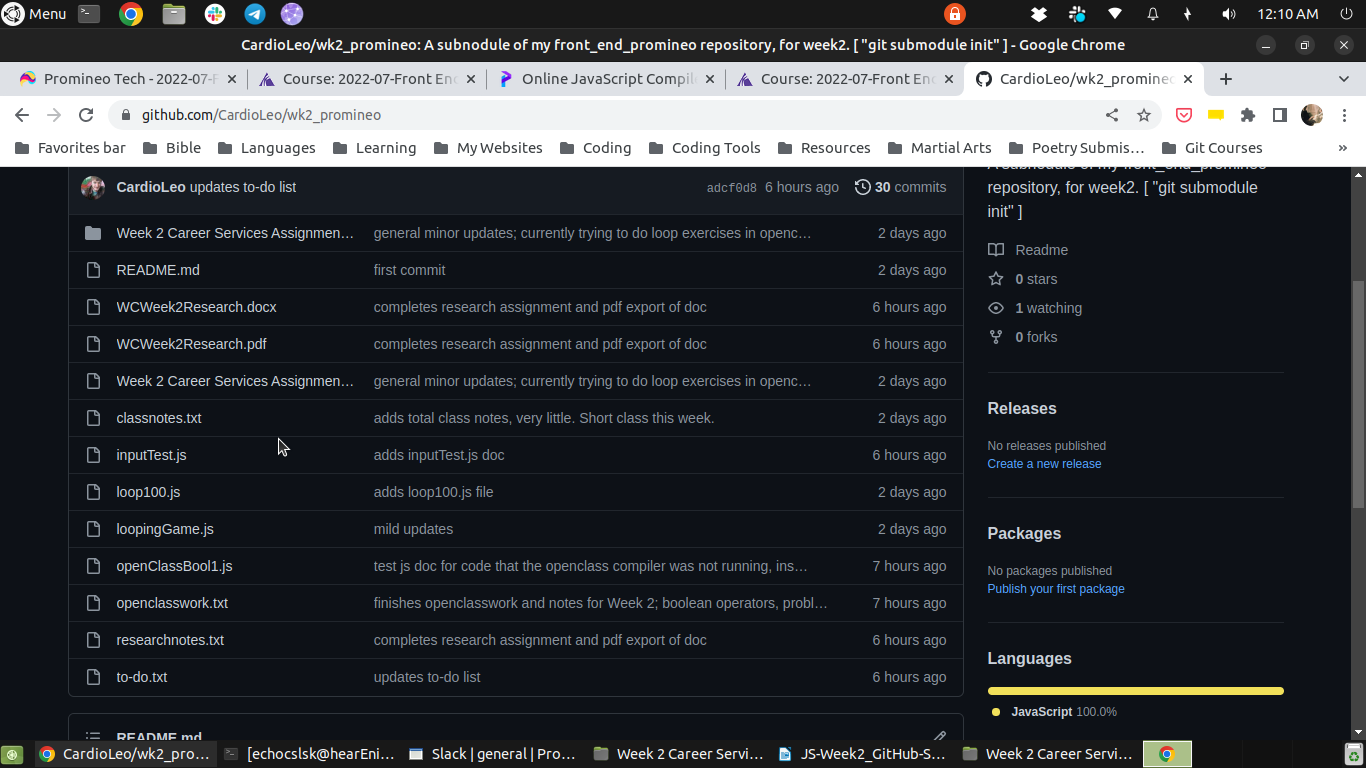 Menu
12:10 AM
CardioLeo/wk2_promineo: A subnodule of my front_end_promineo repository, for week2. [ "git submodule init" ] - Google Chrome
Promineo Tech - 2022-07-F
Course: 2022-07-Front End
Online JavaScript Compile
Course: 2022-07-Front End
CardioLeo/wk2_promineo
github.com/CardioLeo/wk2_promineo
Favorites bar
Bible
Languages
Learning
My Websites
Coding
Coding Tools
Resources
Martial Arts
Poetry Submis…
Git Courses
»
CardioLeo updates to-do list adcf0d8 6 hours ago 30 commits
Week 2 Career Services Assignmen… general minor updates; currently trying to do loop exercises in openc… 2 days ago
README.md first commit 2 days ago
WCWeek2Research.docx completes research assignment and pdf export of doc 6 hours ago
WCWeek2Research.pdf completes research assignment and pdf export of doc 6 hours ago
Week 2 Career Services Assignmen… general minor updates; currently trying to do loop exercises in openc… 2 days ago
classnotes.txt adds total class notes, very little. Short class this week. 2 days ago
inputTest.js adds inputTest.js doc 6 hours ago
loop100.js adds loop100.js file 2 days ago
loopingGame.js mild updates 2 days ago
openClassBool1.js test js doc for code that the openclass compiler was not running, ins… 7 hours ago
openclasswork.txt finishes openclasswork and notes for Week 2; boolean operators, probl… 7 hours ago
researchnotes.txt completes research assignment and pdf export of doc 6 hours ago
to-do.txt updates to-do list 6 hours ago
README.md
A subnodule of my front_end_promineo
repository, for week2. [ "git submodule
init" ]
Readme
0 stars
1 watching
0 forks
Releases
No releases published
Create a new release
Packages
No packages published
Publish your first package
Languages
JavaScript 100.0%
CardioLeo/wk2_pro…
[echocslsk@hearEni…
Slack | general | Pro…
Week 2 Career Servi…
JS-Week2_GitHub-S…
Week 2 Career Servi…